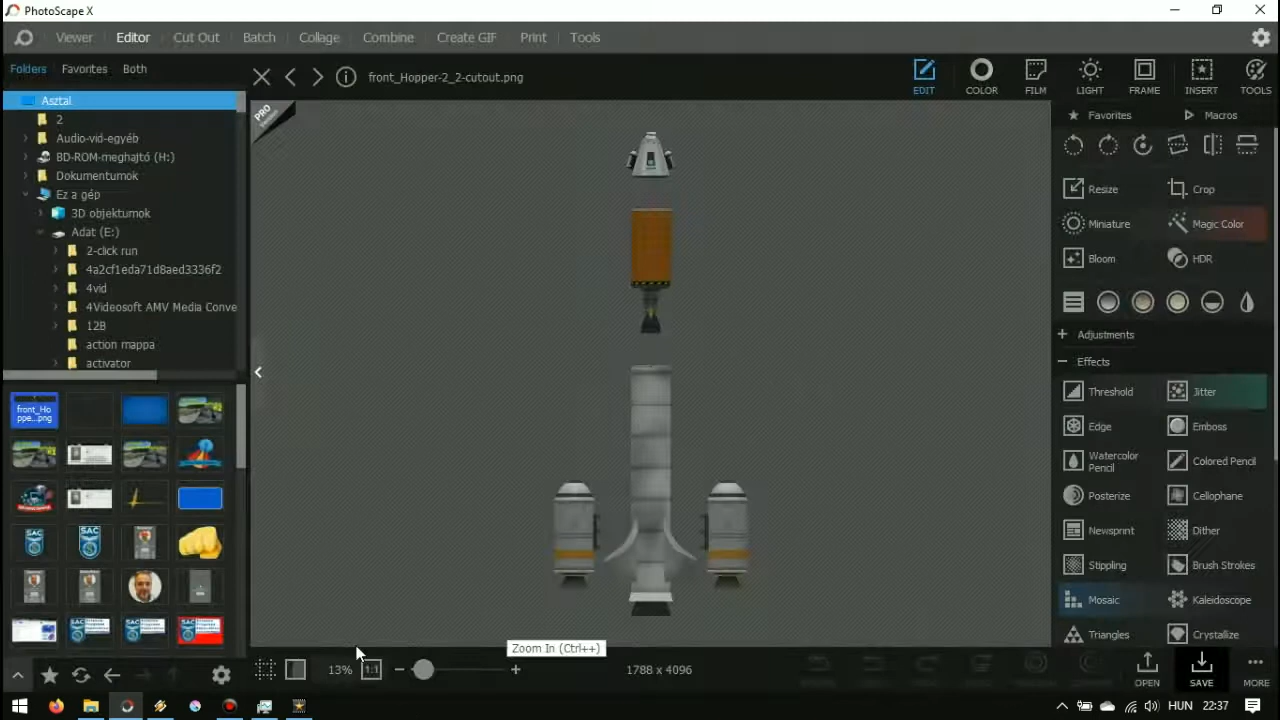 PhotoScape X
Viewer Editor Cut Out Batch Collage Combine Create GIF Print Tools
Folders Favorites Both
front_Hopper-2_2-cutout.png
EDIT COLOR FILM LIGHT FRAME INSERT TOOLS
Asztal
2
Audio-vid-egyéb
BD-ROM-meghajtó (H:)
Dokumentumok
Ez a gép
3D objektumok
Adat (E:)
2-click run
4a2cf1eda71d8aed3336f2
4vid
4Videosoft AMV Media Conve
12B
action mappa
activator
front_Ho
ppe...png
PRO
Favorites Macros
Resize Crop
Miniature Magic Color
Bloom HDR
Adjustments
Effects
Threshold Jitter
Edge Emboss
Watercolor
Pencil
Colored Pencil
Posterize Cellophane
Newsprint Dither
Stippling Brush Strokes
Mosaic Kaleidoscope
Triangles Crystallize
Zoom In (Ctrl++)
13% 1:1 1788 x 4096
OPEN SAVE MORE
HUN 22:37